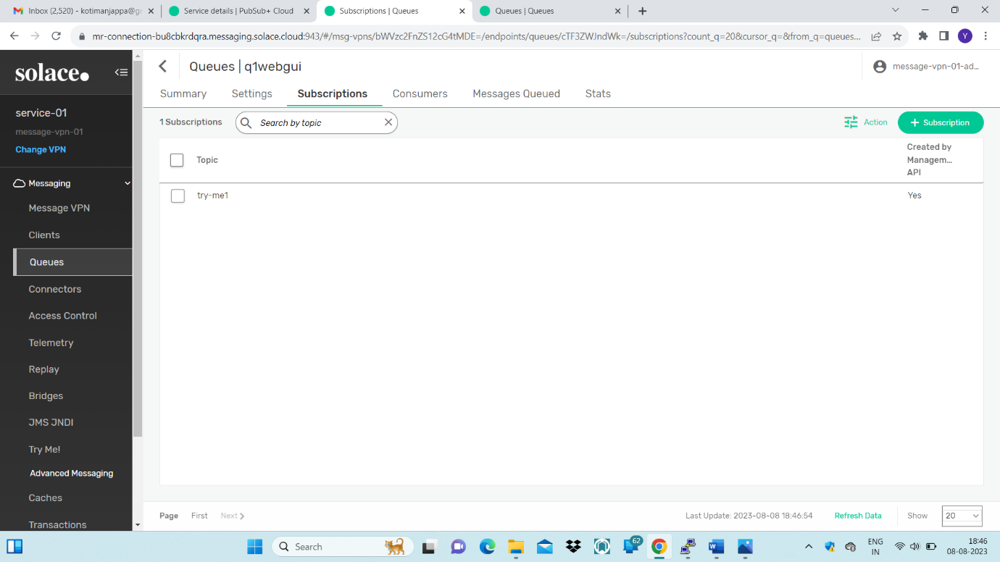 Inbox (2,520) - kotimanjappa@g
Service details | PubSub+ Cloud
Subscriptions | Queues
Queues | Queues
mr-connection-bu8cbkrdqra.messaging.solace.cloud:943/#/msg-vpns/bWVzc2FnZS12cG4tMDE=/endpoints/queues/cTF3ZWJndWk=/subscriptions?count_q=20&cursor_q=&from_q=queues...
Y
solace.
Queues | q1webgui
message-vpn-01-ad...
Summary
Settings
Subscriptions
Consumers
Messages Queued
Stats
service-01
message-vpn-01
Change VPN
1 Subscriptions
Search by topic
Action
+ Subscription
Topic
Created by
Managem...
API
try-me1
Yes
Messaging
Message VPN
Clients
Queues
Connectors
Access Control
Telemetry
Replay
Bridges
JMS JNDI
Try Me!
Advanced Messaging
Caches
Transactions
Page
First
Next
Last Update: 2023-08-08 18:46:54
Refresh Data
Show
20
Search
62
ENG
IN
18:46
08-08-2023